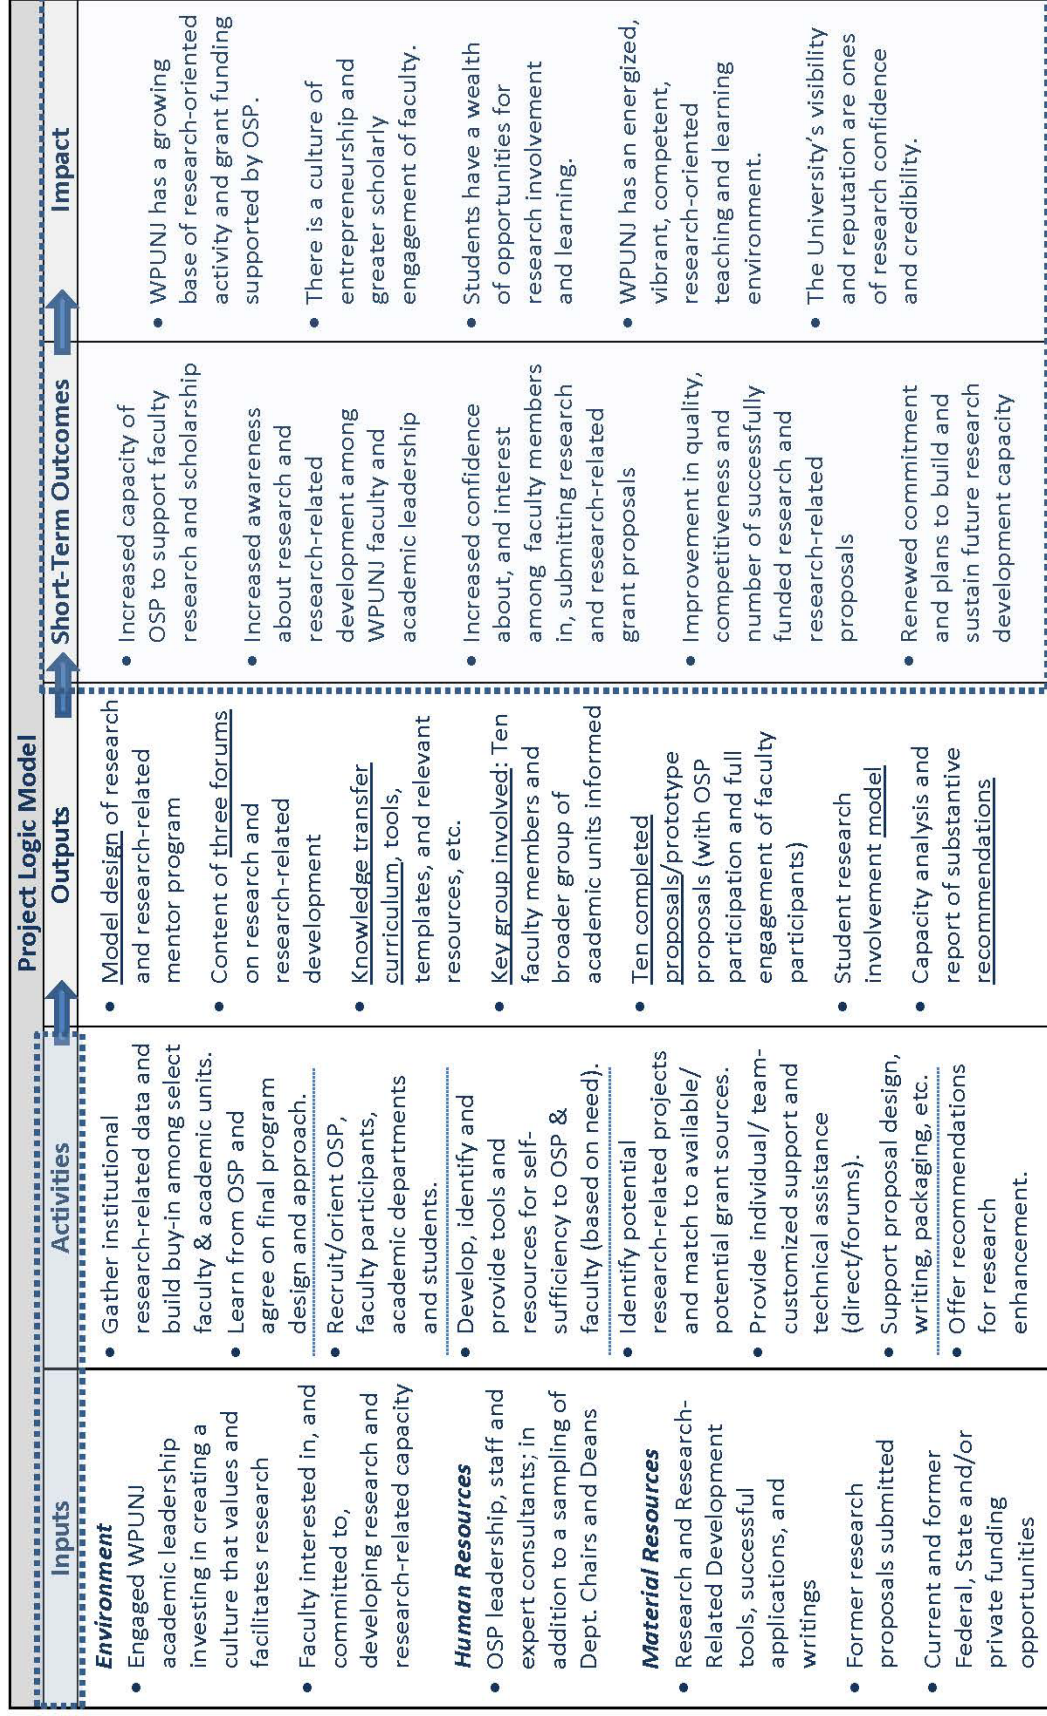 Project Logic Model
Inputs
Activities
Outputs
Short-Term Outcomes
Impact
Environment
• Engaged WPUNJ
academic leadership
investing in creating a
culture that values and
facilitates research
• Faculty interested in, and
committed to,
developing research and
research-related capacity
Human Resources
• OSP leadership, staff and
expert consultants; in
addition to a sampling of
Dept. Chairs and Deans
Material Resources
• Research and Research-
Related Development
tools, successful
applications, and
writings
• Former research
proposals submitted
• Current and former
Federal, State and/or
private funding
opportunities
• Gather institutional
research-related data and
build buy-in among select
faculty & academic units.
• Learn from OSP and
agree on final program
design and approach.
• Recruit/orient OSP,
faculty participants,
academic departments
and students.
• Develop, identify and
provide tools and
resources for self-
sufficiency to OSP &
faculty (based on need).
• Identify potential
research-related projects
and match to available/
potential grant sources.
• Provide individual/ team-
customized support and
technical assistance
(direct/forums).
• Support proposal design,
writing, packaging, etc.
• Offer recommendations
for research
enhancement.
• Model design of research
and research-related
mentor program
• Content of three forums
on research and
research-related
development
• Knowledge transfer
curriculum, tools,
templates, and relevant
resources, etc.
• Key group involved: Ten
faculty members and
broader group of
academic units informed
• Ten completed
proposals/prototype
proposals (with OSP
participation and full
engagement of faculty
participants)
• Student research
involvement model
• Capacity analysis and
report of substantive
recommendations
• Increased capacity of
OSP to support faculty
research and scholarship
• Increased awareness
about research and
research-related
development among
WPUNJ faculty and
academic leadership
• Increased confidence
about, and interest
among faculty members
in, submitting research
and research-related
grant proposals
• Improvement in quality,
competitiveness and
number of successfully
funded research and
research-related
proposals
• Renewed commitment
and plans to build and
sustain future research
development capacity
• WPUNJ has a growing
base of research-oriented
activity and grant funding
supported by OSP.
• There is a culture of
entrepreneurship and
greater scholarly
engagement of faculty.
• Students have a wealth
of opportunities for
research involvement
and learning.
• WPUNJ has an energized,
vibrant, competent,
research-oriented
teaching and learning
environment.
• The University's visibility
and reputation are ones
of research confidence
and credibility.